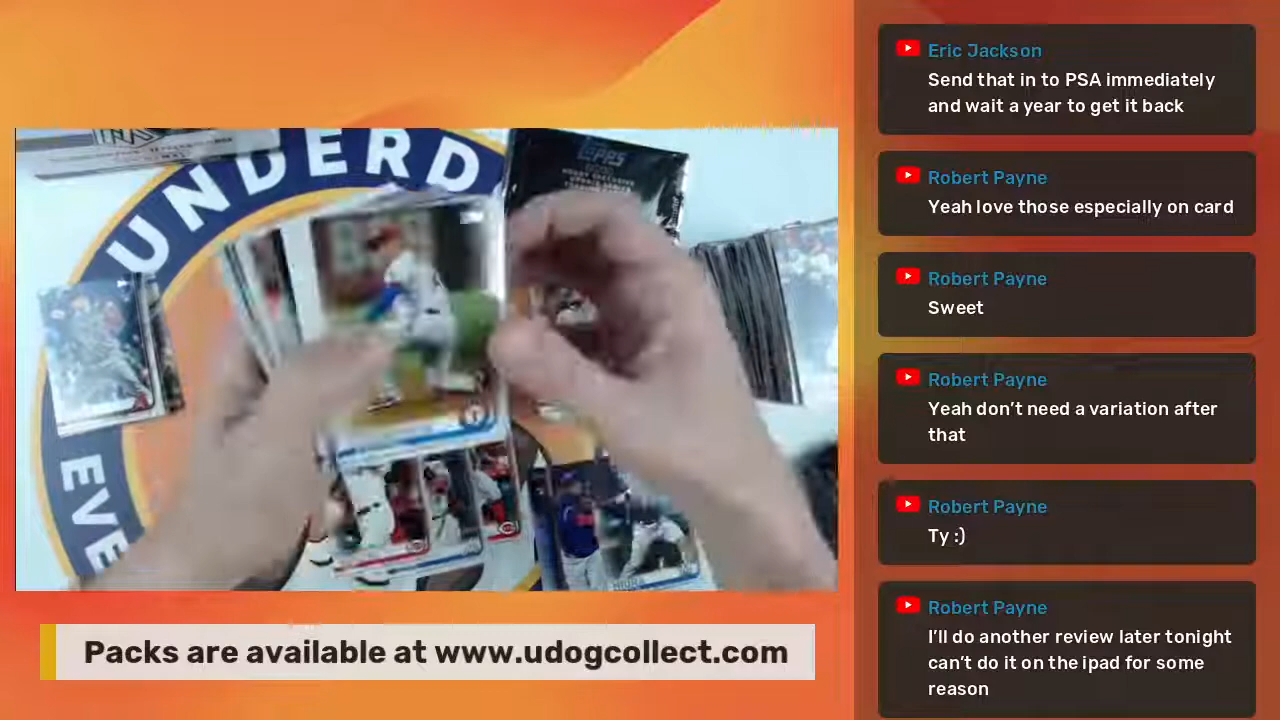 Eric Jackson
Send that in to PSA immediately
and wait a year to get it back
Robert Payne
Yeah love those especially on card
Robert Payne
Sweet
Robert Payne
Yeah don’t need a variation after
that
Robert Payne
Ty :)
Robert Payne
I’ll do another review later tonight
can’t do it on the ipad for some
reason
UNDERD
EVE
TOPPS
Packs are available at www.udogcollect.com